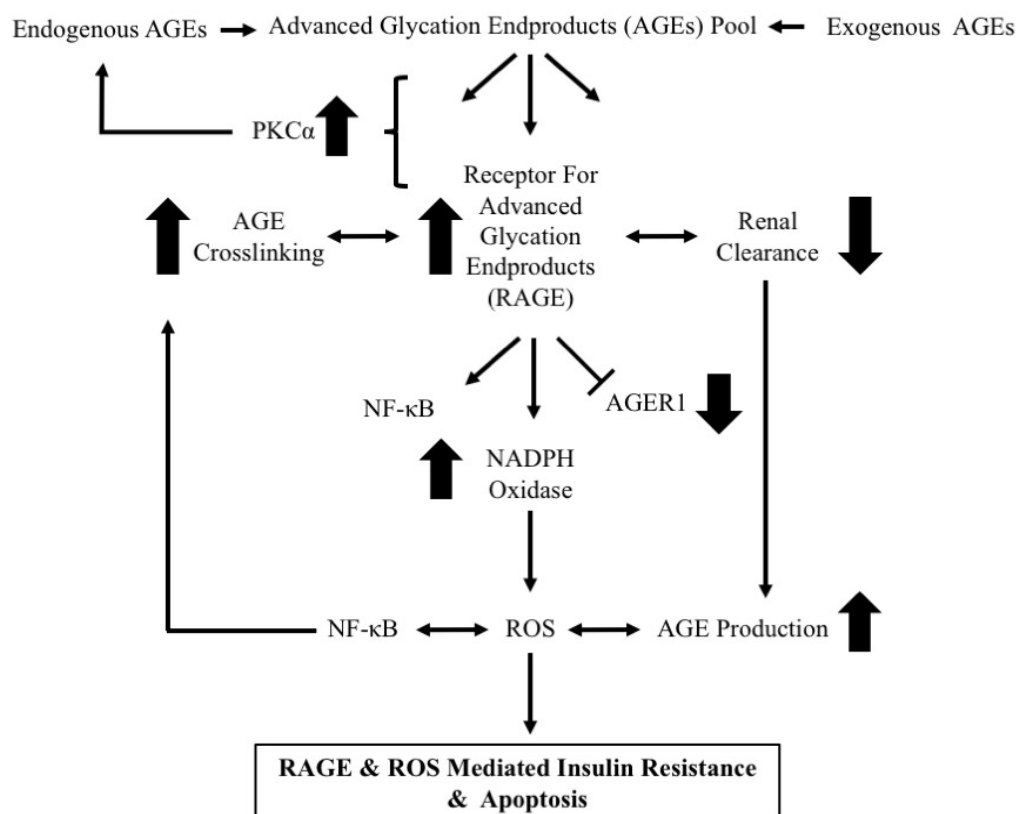 Endogenous AGEs
Advanced Glycation Endproducts (AGEs) Pool
Exogenous AGEs
PKCα
Receptor For
Advanced
Glycation
Endproducts
(RAGE)
AGE
Crosslinking
Renal
Clearance
NF-κB
AGER1
NADPH
Oxidase
NF-κB
ROS
AGE Production
RAGE & ROS Mediated Insulin Resistance
& Apoptosis